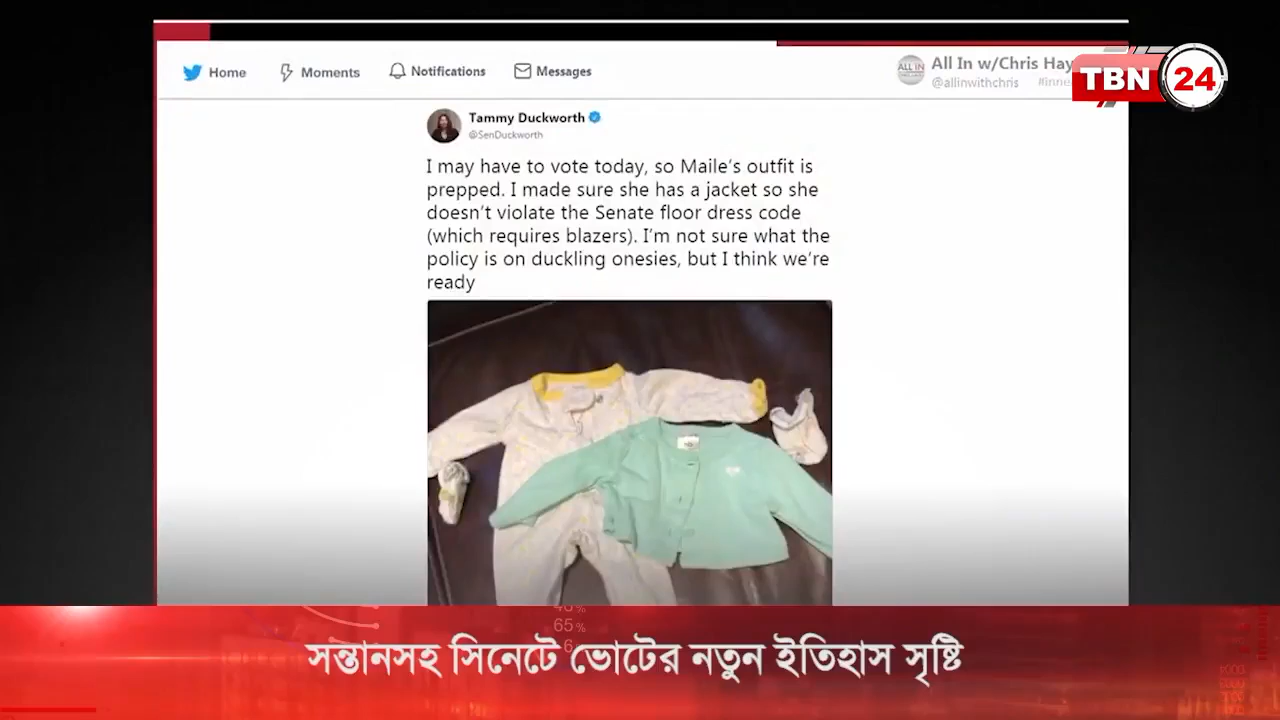 Home
Moments
Notifications
Messages
All In w/Chris Hay
@allinwithchris #inne
TBN 24
Tammy Duckworth
@SenDuckworth
I may have to vote today, so Maile's outfit is
prepped. I made sure she has a jacket so she
doesn't violate the Senate floor dress code
(which requires blazers). I'm not sure what the
policy is on duckling onesies, but I think we're
ready
65%
সন্তানসহ সিনেটে ভোটের নতুন ইতিহাস সৃষ্টি